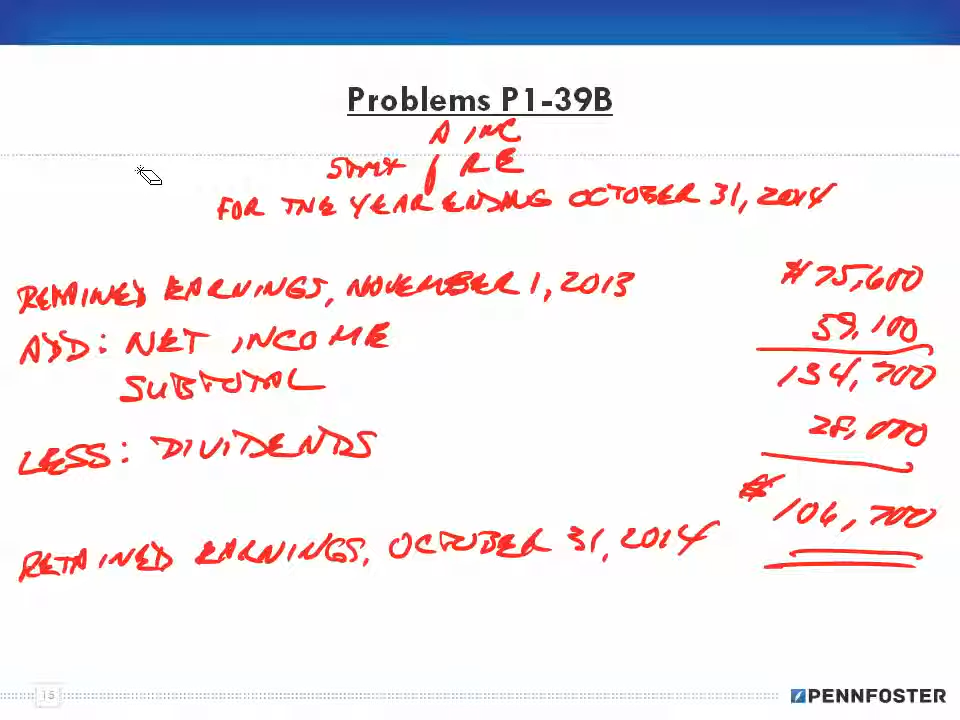 Problems P1-39B
A INC
STMT of RE
FOR THE YEAR ENDING OCTOBER 31, 2014
RETAINED EARNINGS, NOVEMBER 1, 2013 $75,600
ADD: NET INCOME 59,100
SUBTOTAL 134,700
LESS: DIVIDENDS 28,000
RETAINED EARNINGS, OCTOBER 31, 2014 $106,700
15
PENNFOSTER